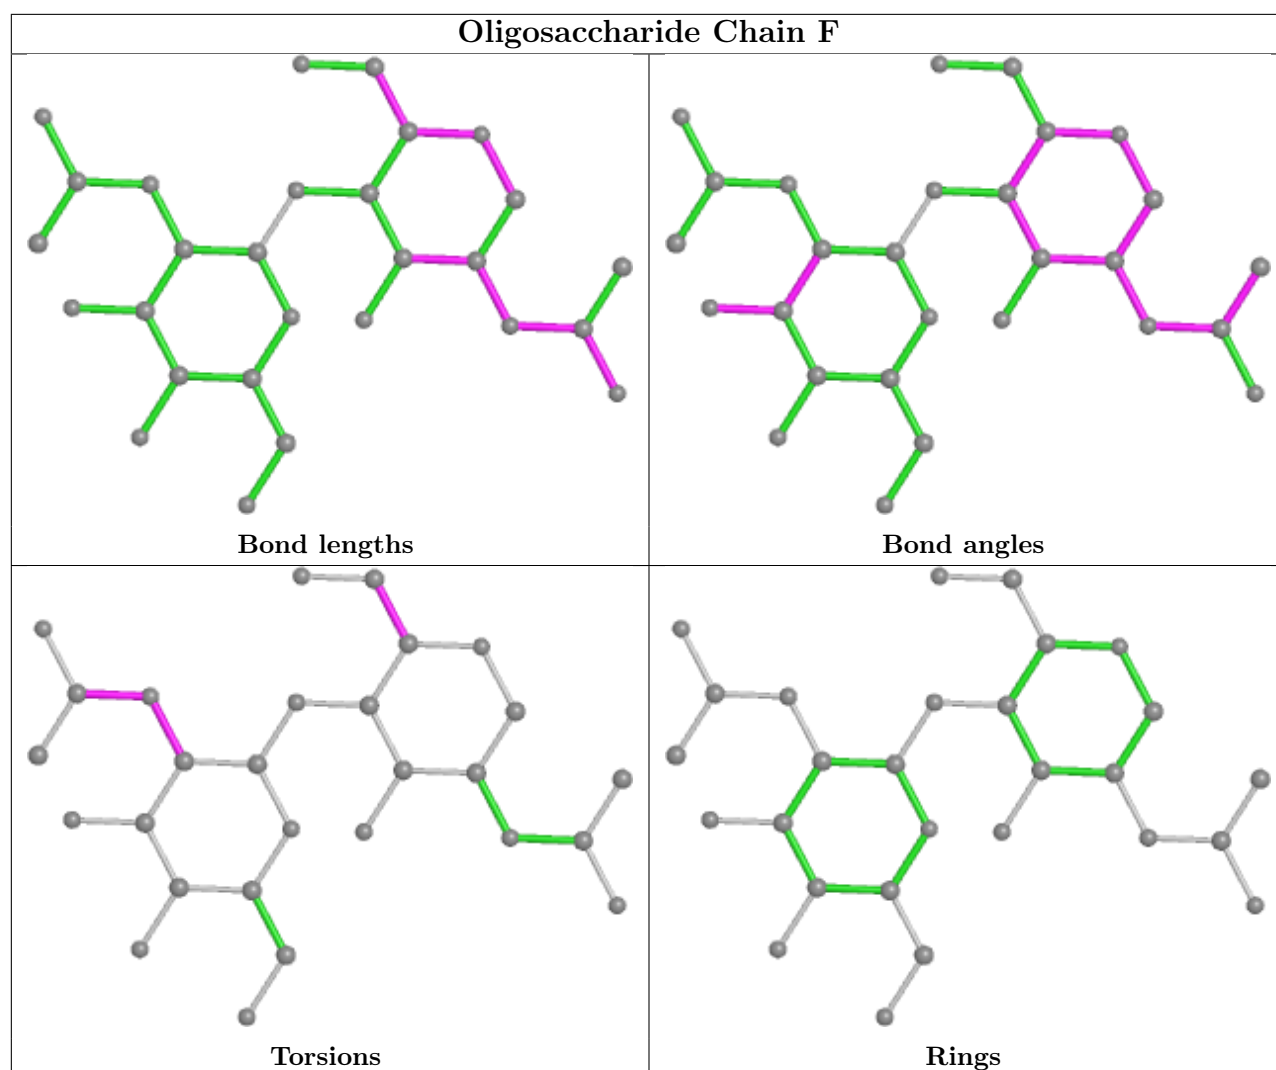 Oligosaccharide Chain F
Bond lengths
Bond angles
Torsions
Rings